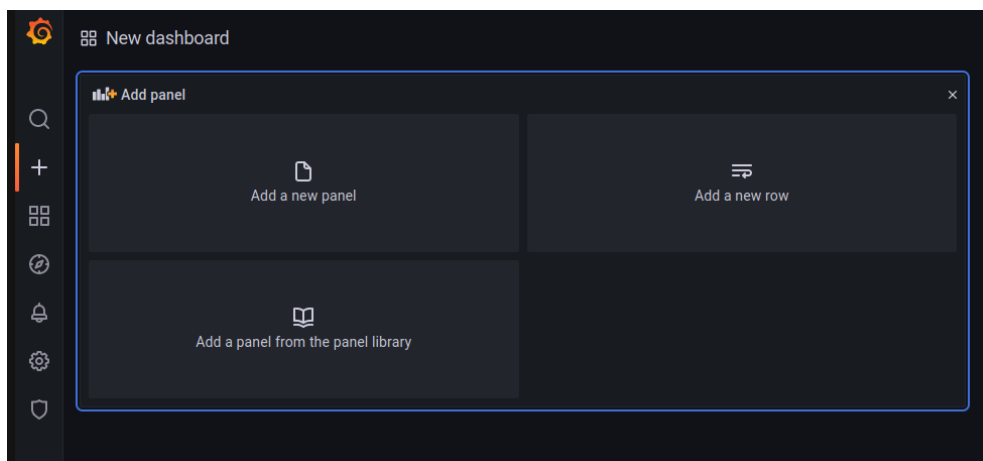 New dashboard
Add panel
Add a new panel
Add a new row
Add a panel from the panel library